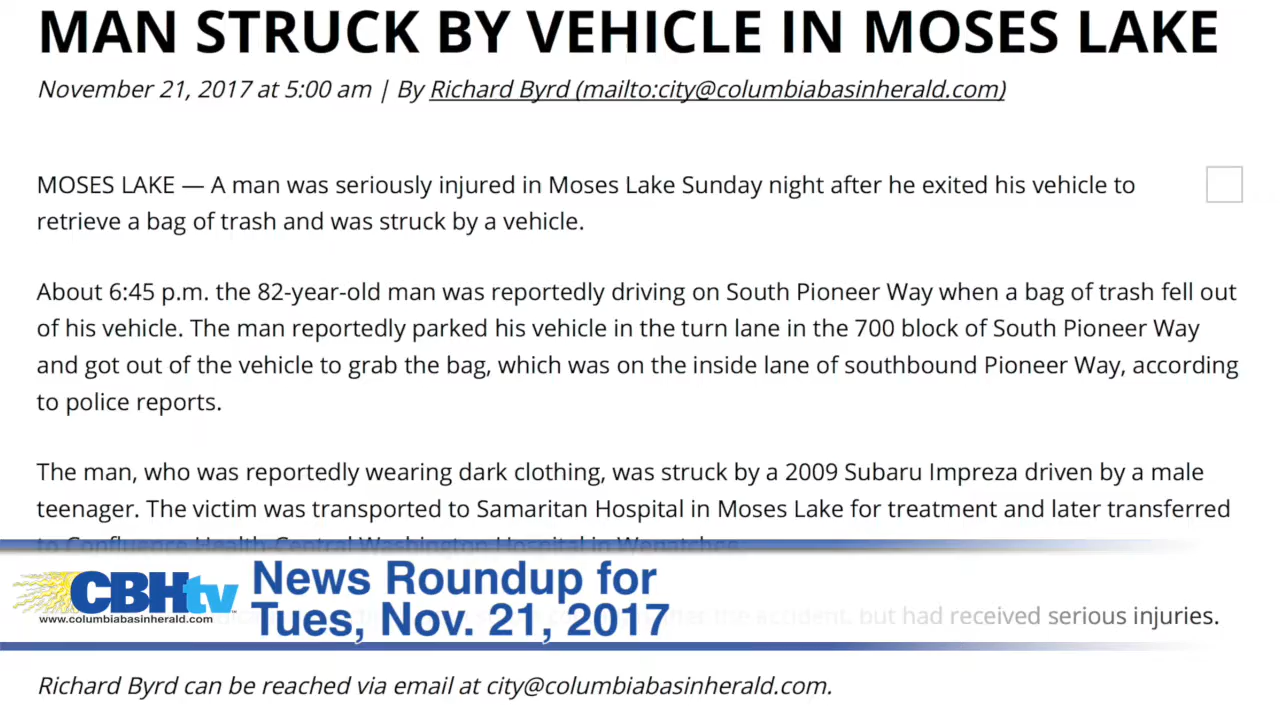 MAN STRUCK BY VEHICLE IN MOSES LAKE
November 21, 2017 at 5:00 am | By Richard Byrd (mailto:city@columbiabasinherald.com)
MOSES LAKE — A man was seriously injured in Moses Lake Sunday night after he exited his vehicle to
retrieve a bag of trash and was struck by a vehicle.
About 6:45 p.m. the 82-year-old man was reportedly driving on South Pioneer Way when a bag of trash fell out
of his vehicle. The man reportedly parked his vehicle in the turn lane in the 700 block of South Pioneer Way
and got out of the vehicle to grab the bag, which was on the inside lane of southbound Pioneer Way, according
to police reports.
The man, who was reportedly wearing dark clothing, was struck by a 2009 Subaru Impreza driven by a male
teenager. The victim was transported to Samaritan Hospital in Moses Lake for treatment and later transferred
to Confluence Health Central Washington Hospital in Wenatchee.
CBHtv
www.columbiabasinherald.com
News Roundup for
Tues, Nov. 21, 2017
after the accident, but had received serious injuries.
Richard Byrd can be reached via email at city@columbiabasinherald.com.